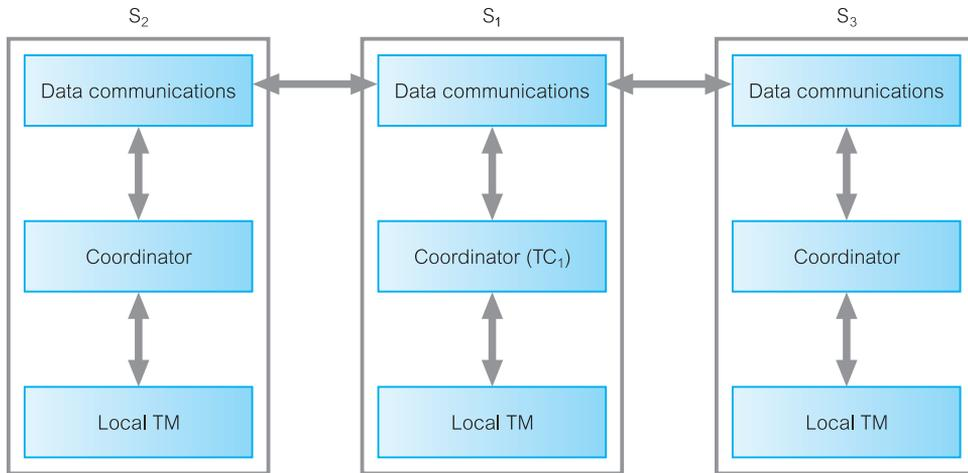 S₂
S₁
S₃
Data communications
Data communications
Data communications
Coordinator
Coordinator (TC₁)
Coordinator
Local TM
Local TM
Local TM